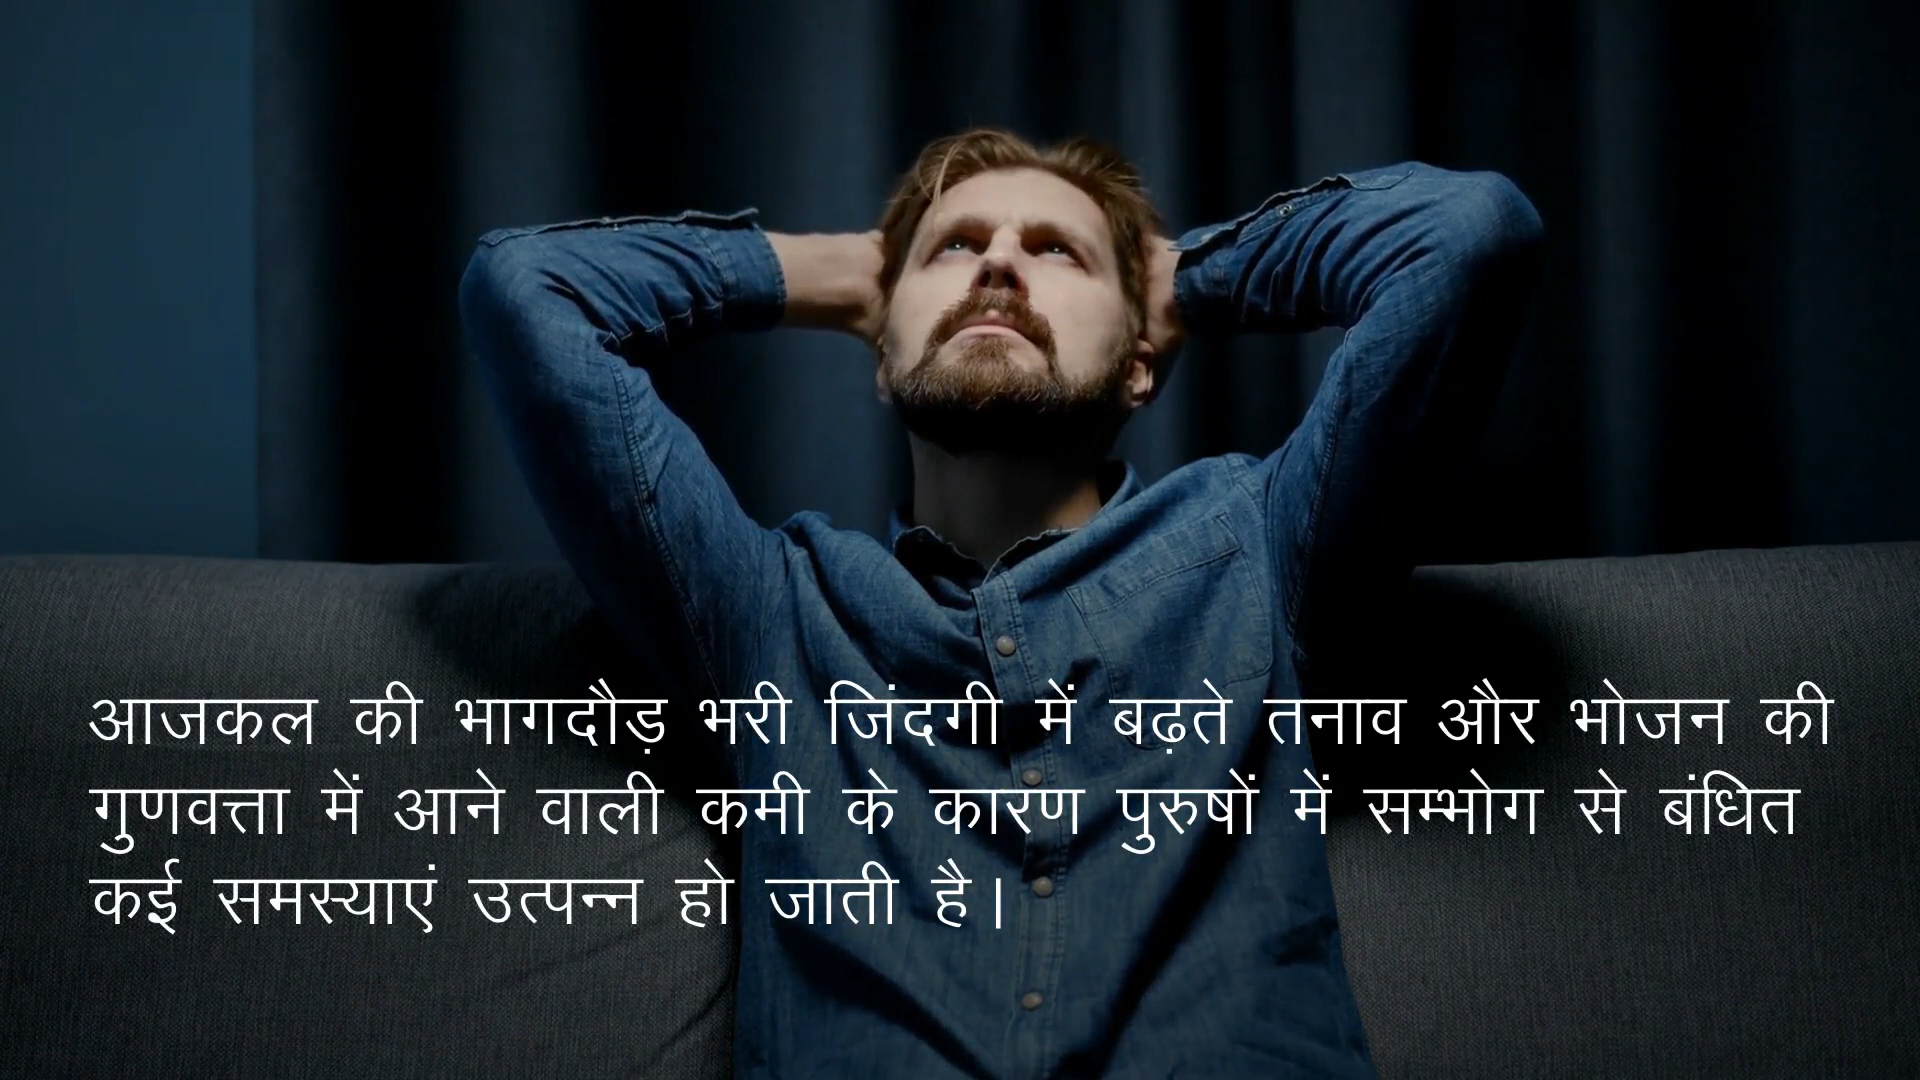 आजकल की भागदौड़ भरी जिंदगी में बढ़ते तनाव और भोजन की
गुणवत्ता में आने वाली कमी के कारण पुरुषों में सम्भोग से बंधित
कई समस्याएं उत्पन्न हो जाती है।